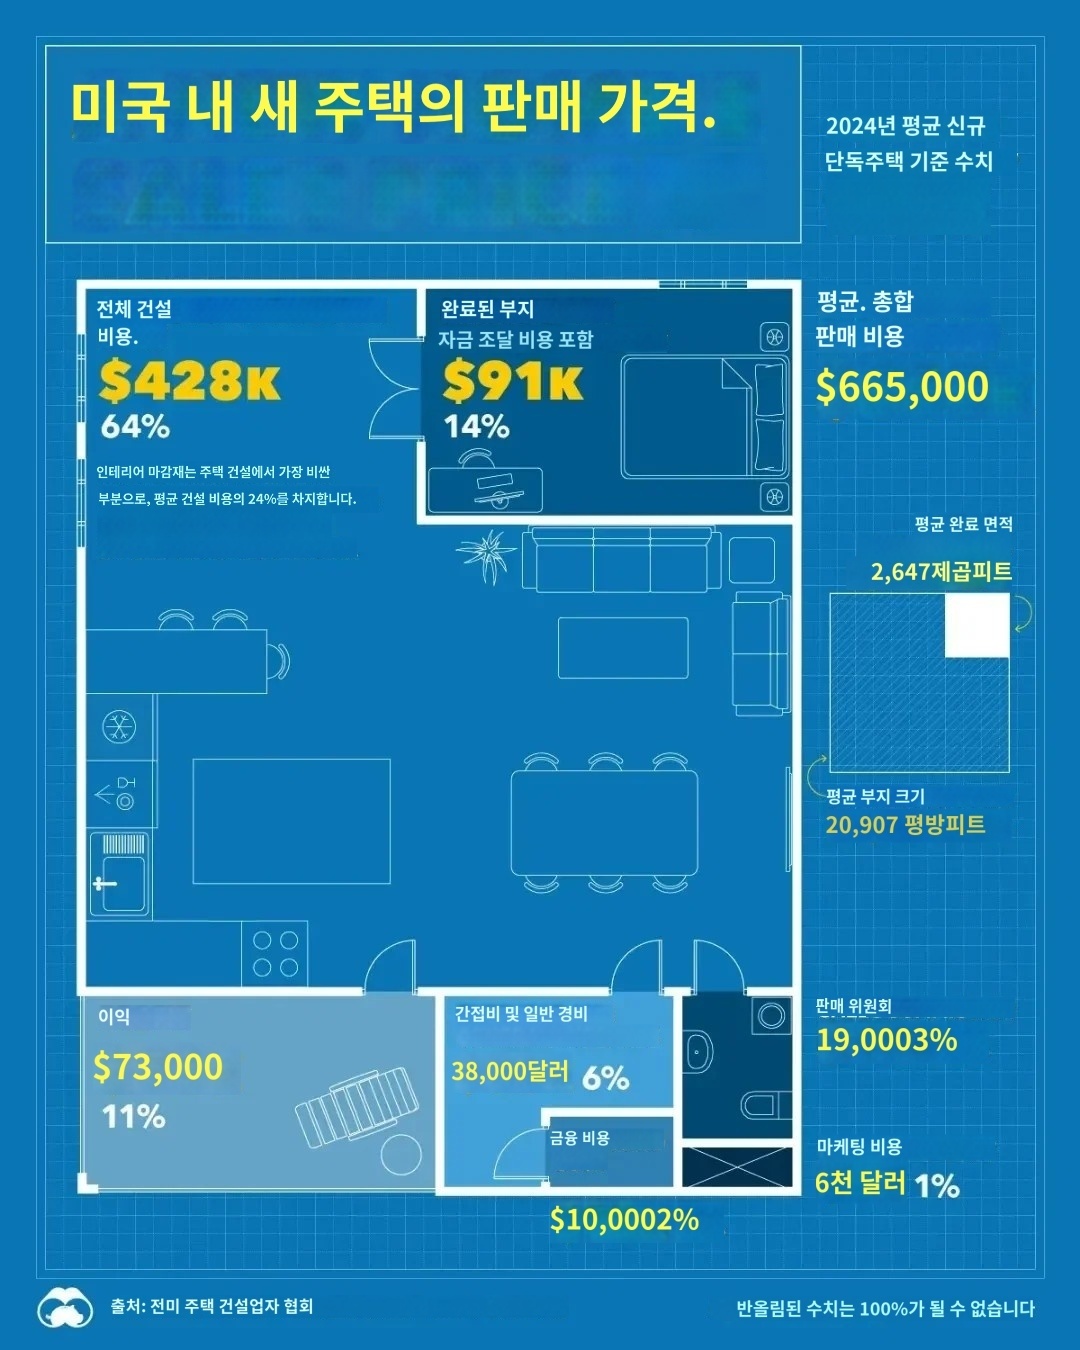 미국 내 새 주택의 판매 가격.
2024년 평균 신규
단독주택 기준 수치
전체 건설
비용.
$428K
64%
인테리어 마감재는 주택 건설에서 가장 비싼
부분으로, 평균 건설 비용의 24%를 차지합니다.
완료된 부지
자금 조달 비용 포함
$91K
14%
평균. 총합
판매 비용
$665,000
평균 완료 면적
2,647제곱피트
평균 부지 크기
20,907 평방피트
이익
$73,000
11%
간접비 및 일반 경비
38,000달러 6%
금융 비용
$10,0002%
판매 위원회
19,0003%
마케팅 비용
6천 달러 1%
출처: 전미 주택 건설업자 협회
반올림된 수치는 100%가 될 수 없습니다